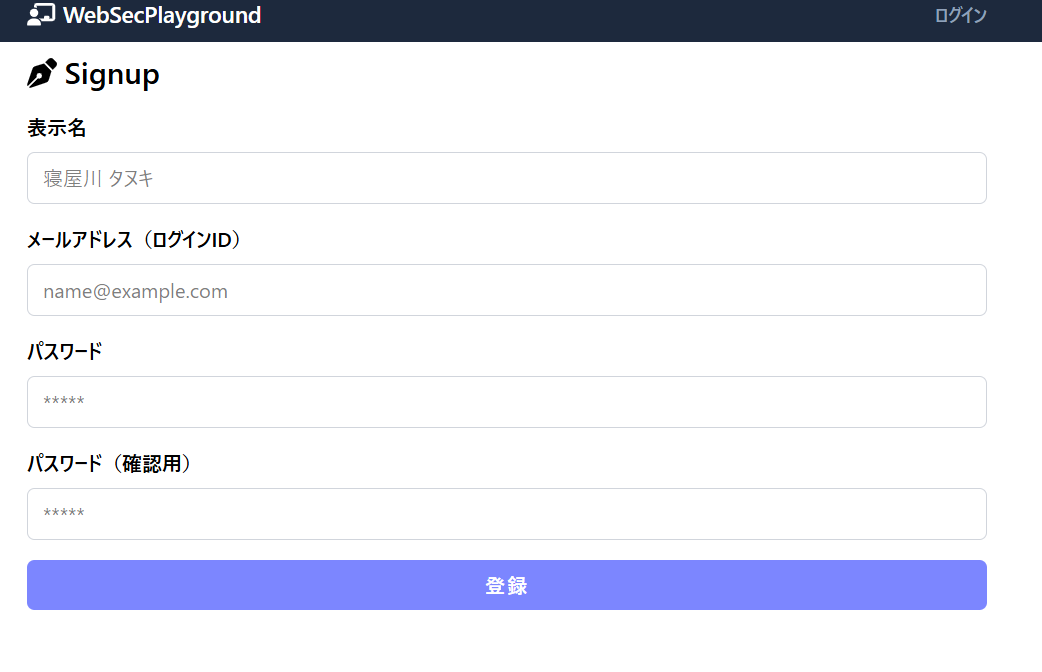 WebSecPlayground
ログイン
Signup
表示名
寝屋川 タヌキ
メールアドレス（ログインID）
name@example.com
パスワード
*****
パスワード（確認用）
*****
登録